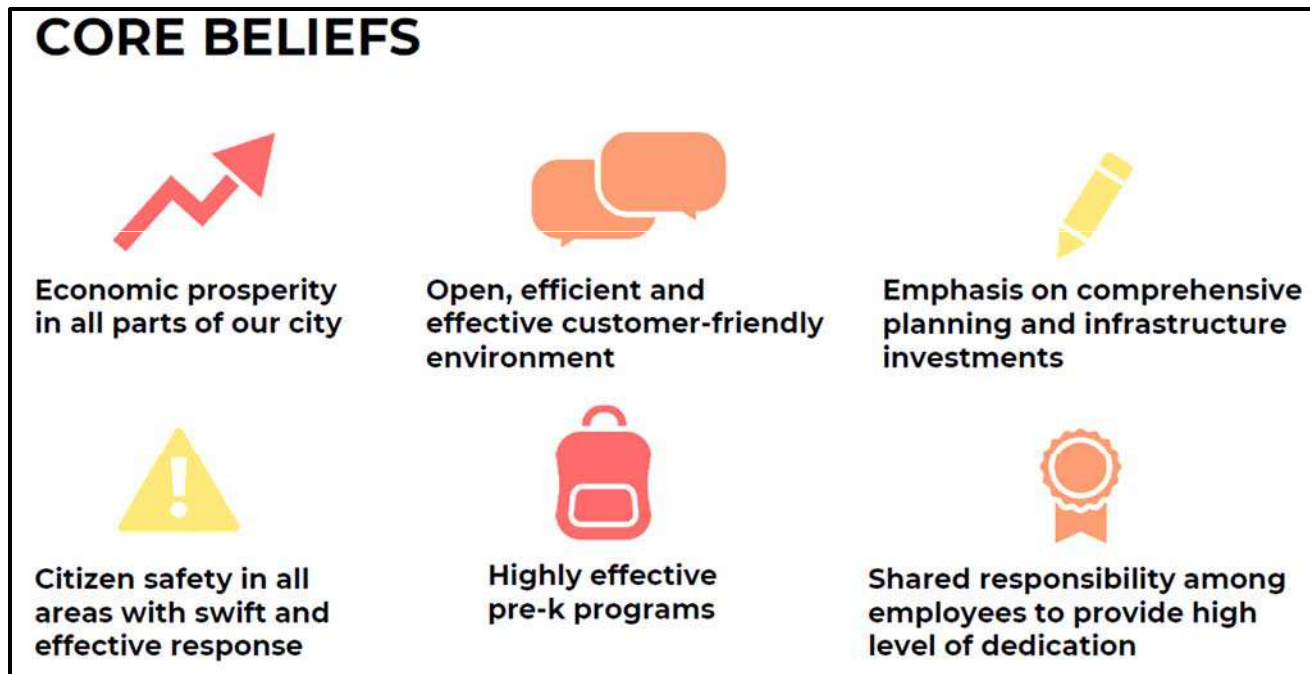 CORE BELIEFS
Economic prosperity
in all parts of our city
Open, efficient and
effective customer-friendly
environment
Emphasis on comprehensive
planning and infrastructure
investments
Citizen safety in all
areas with swift and
effective response
Highly effective
pre-k programs
Shared responsibility among
employees to provide high
level of dedication